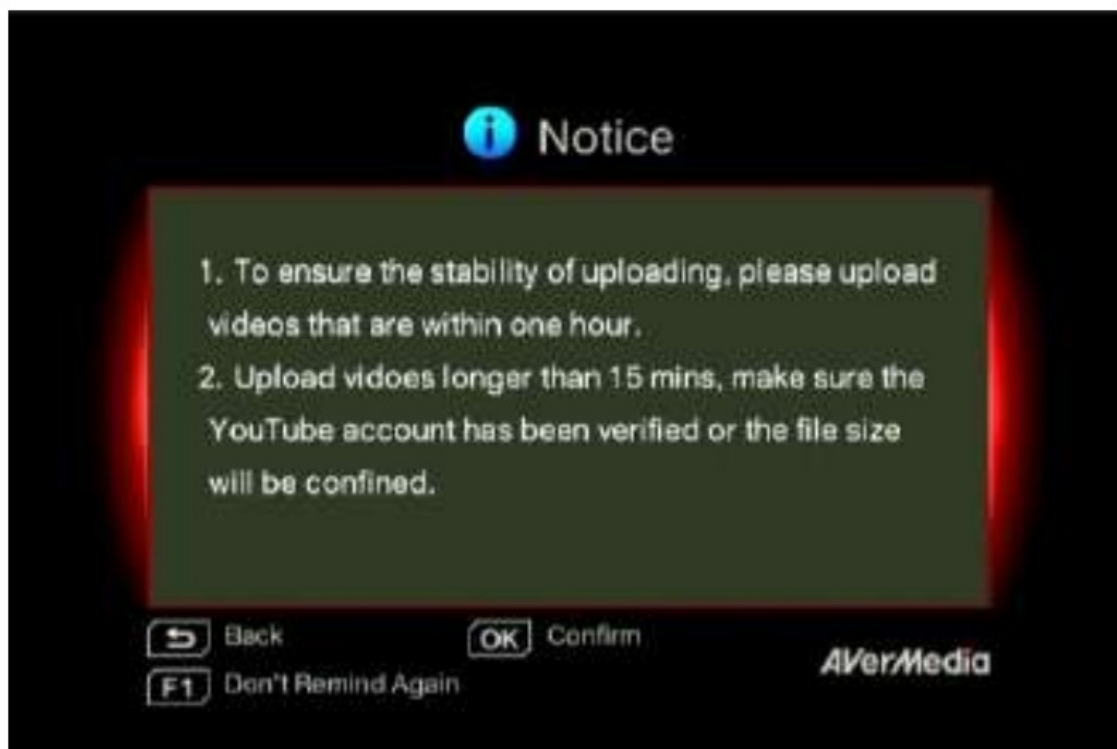 Notice
1. To ensure the stability of uploading, please upload
videos that are within one hour.
2. Upload vidoes longer than 15 mins, make sure the
YouTube account has been verified or the file size
will be confined.
Back
OK Confirm
F1 Don't Remind Again
AVerMedia